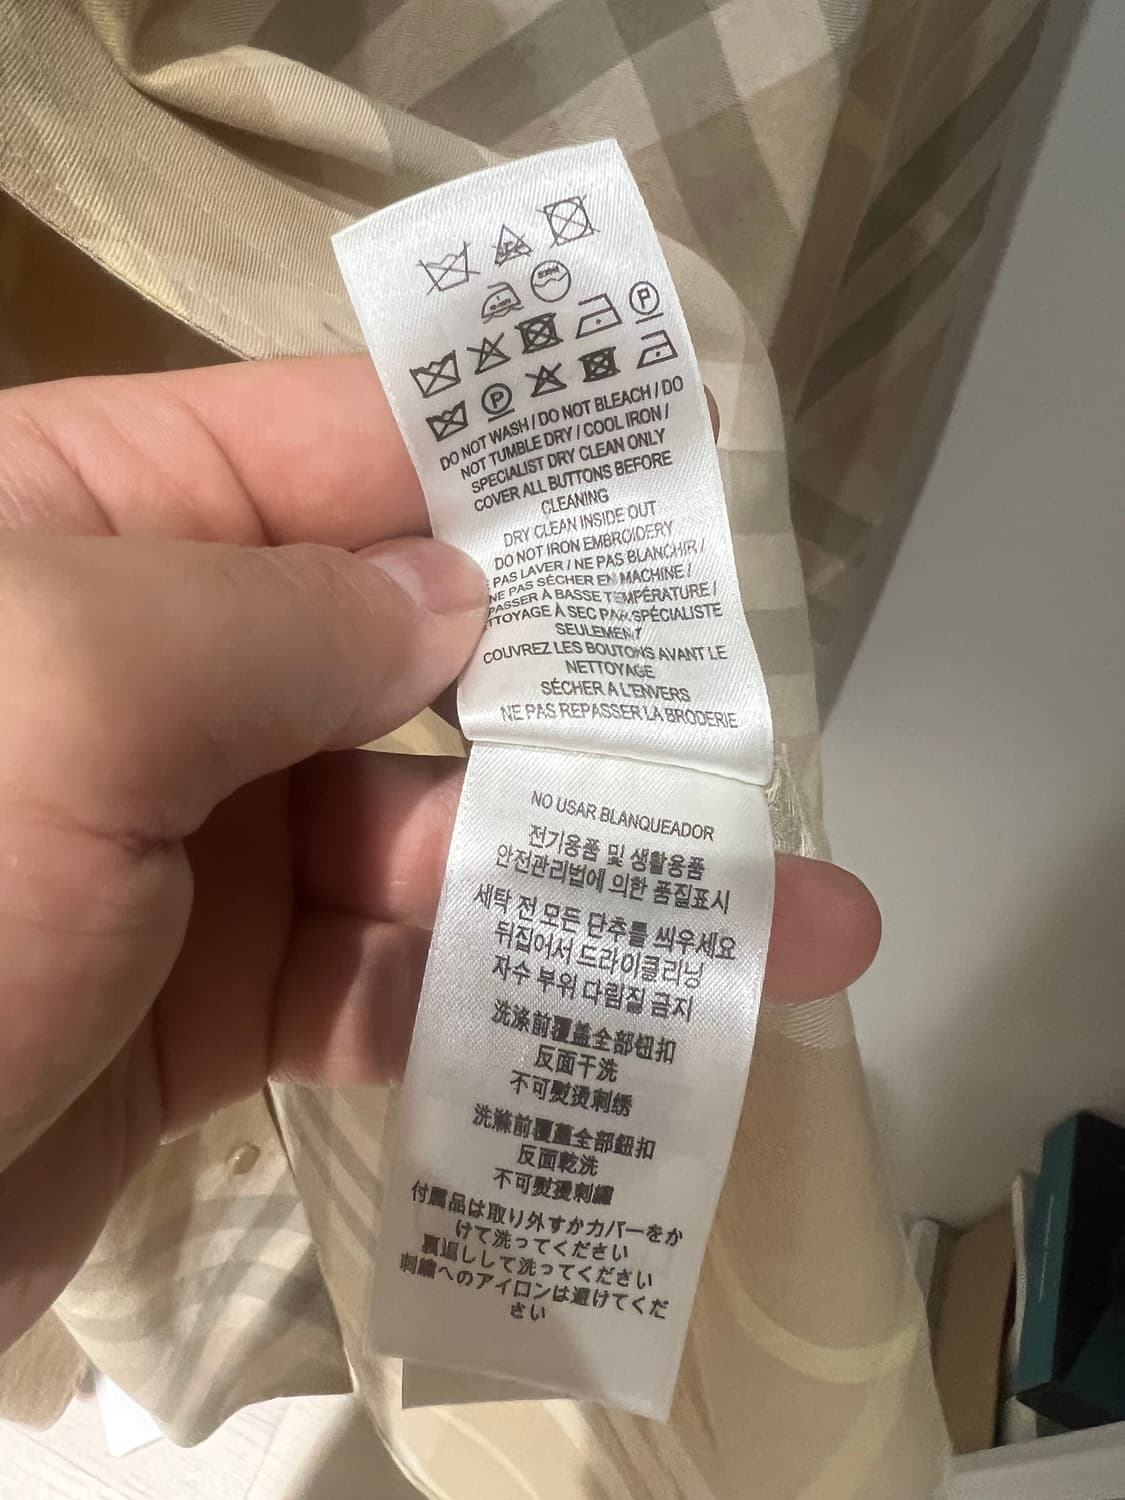 DO NOT WASH / DO NOT BLEACH / DO
NOT TUMBLE DRY / COOL IRON /
SPECIALIST DRY CLEAN ONLY
COVER ALL BUTTONS BEFORE
CLEANING
DRY CLEAN INSIDE OUT
DO NOT IRON EMBROIDERY
PAS LAVER / NE PAS BLANCHIR /
NE PAS SÉCHER EN MACHINE /
PASSER À BASSE TEMPÉRATURE /
TTOYAGE À SEC PAR SPÉCIALISTE
SEULEMENT
COUVREZ LES BOUTONS AVANT LE
NETTOYAGE
SÉCHER A L'ENVERS
NE PAS REPASSER LA BRODERIE
NO USAR BLANQUEADOR
전기용품 및 생활용품
안전관리법에 의한 품질표시
세탁 전 모든 단추를 씌우세요
뒤집어서 드라이클리닝
자수 부위 다림질 금지
洗涤前覆盖全部钮扣
反面干洗
不可熨烫刺绣
洗滌前覆蓋全部鈕扣
反面乾洗
不可熨燙刺繡
付属品は取り外すかカバーをか
けて洗ってください
裏返しして洗ってください
刺繍へのアイロンは避けてくだ
さい